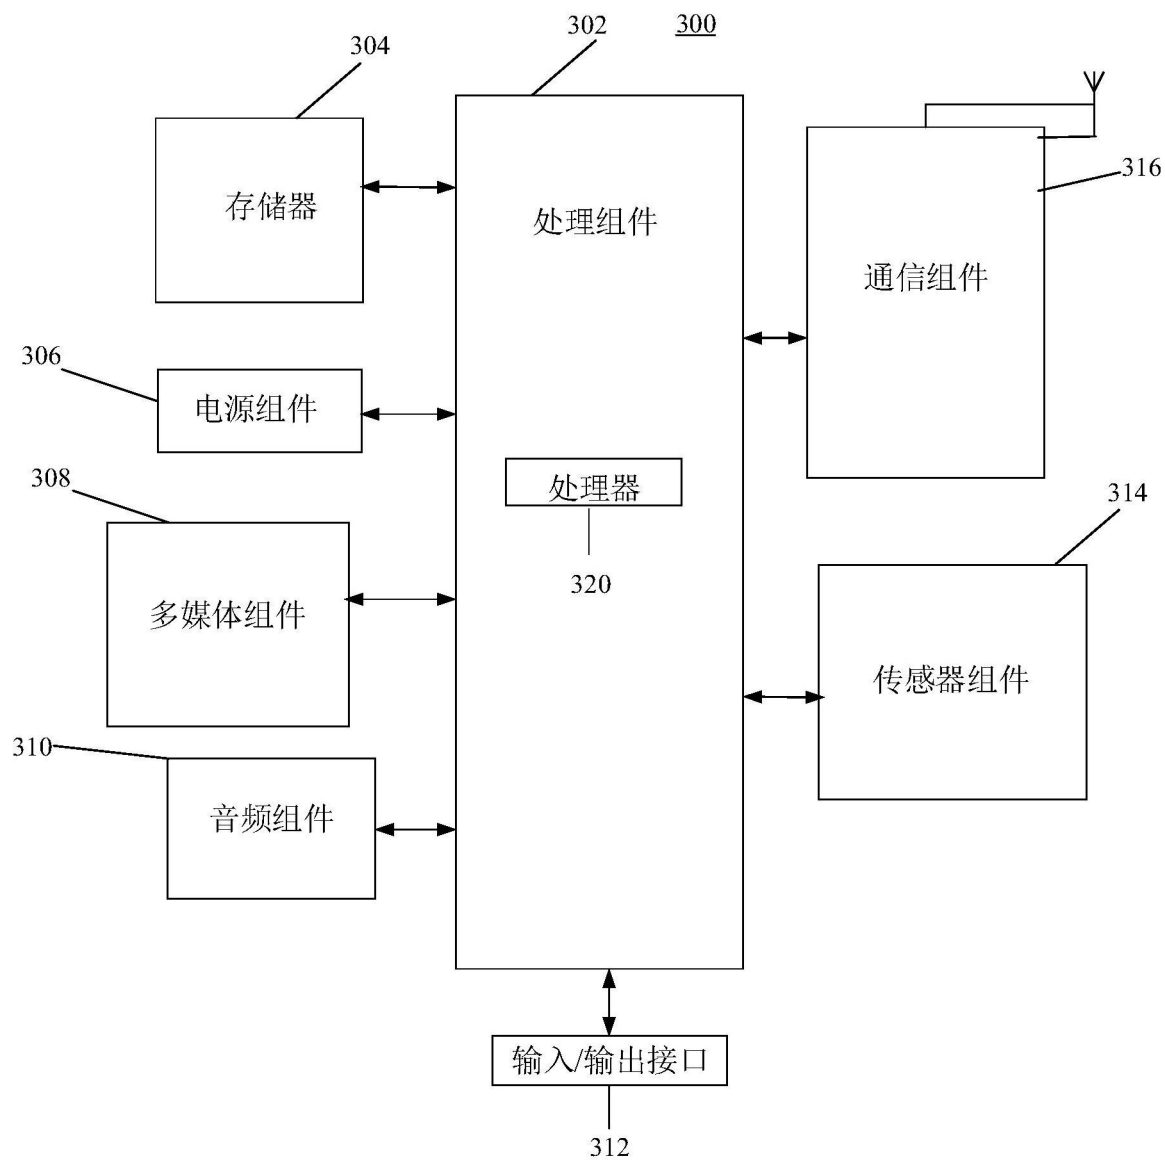 302
300
304
316
存储器
处理组件
通信组件
306
电源组件
308
处理器
314
320
多媒体组件
传感器组件
310
音频组件
输入/输出接口
312